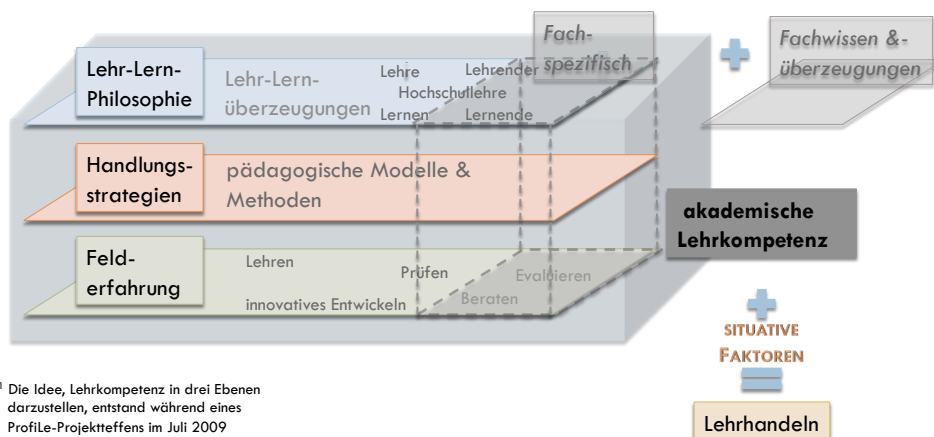 Fach-
spezifisch
Fachwissen &-
überzeugungen
Lehr-Lern-
Philosophie
Lehr-Lern-
überzeugungen
Lehre
Lehrender
Hochschullehre
Lernen
Lernende
Handlungs-
strategien
pädagogische Modelle &
Methoden
akademische
Lehrkompetenz
Feld-
erfahrung
Lehren
Prüfen
Evaluieren
innovatives Entwickeln
Beraten
SITUATIVE
FAKTOREN
Lehrhandeln
1 Die Idee, Lehrkompetenz in drei Ebenen
darzustellen, entstand während eines
ProfiLe-Projektteffens im Juli 2009